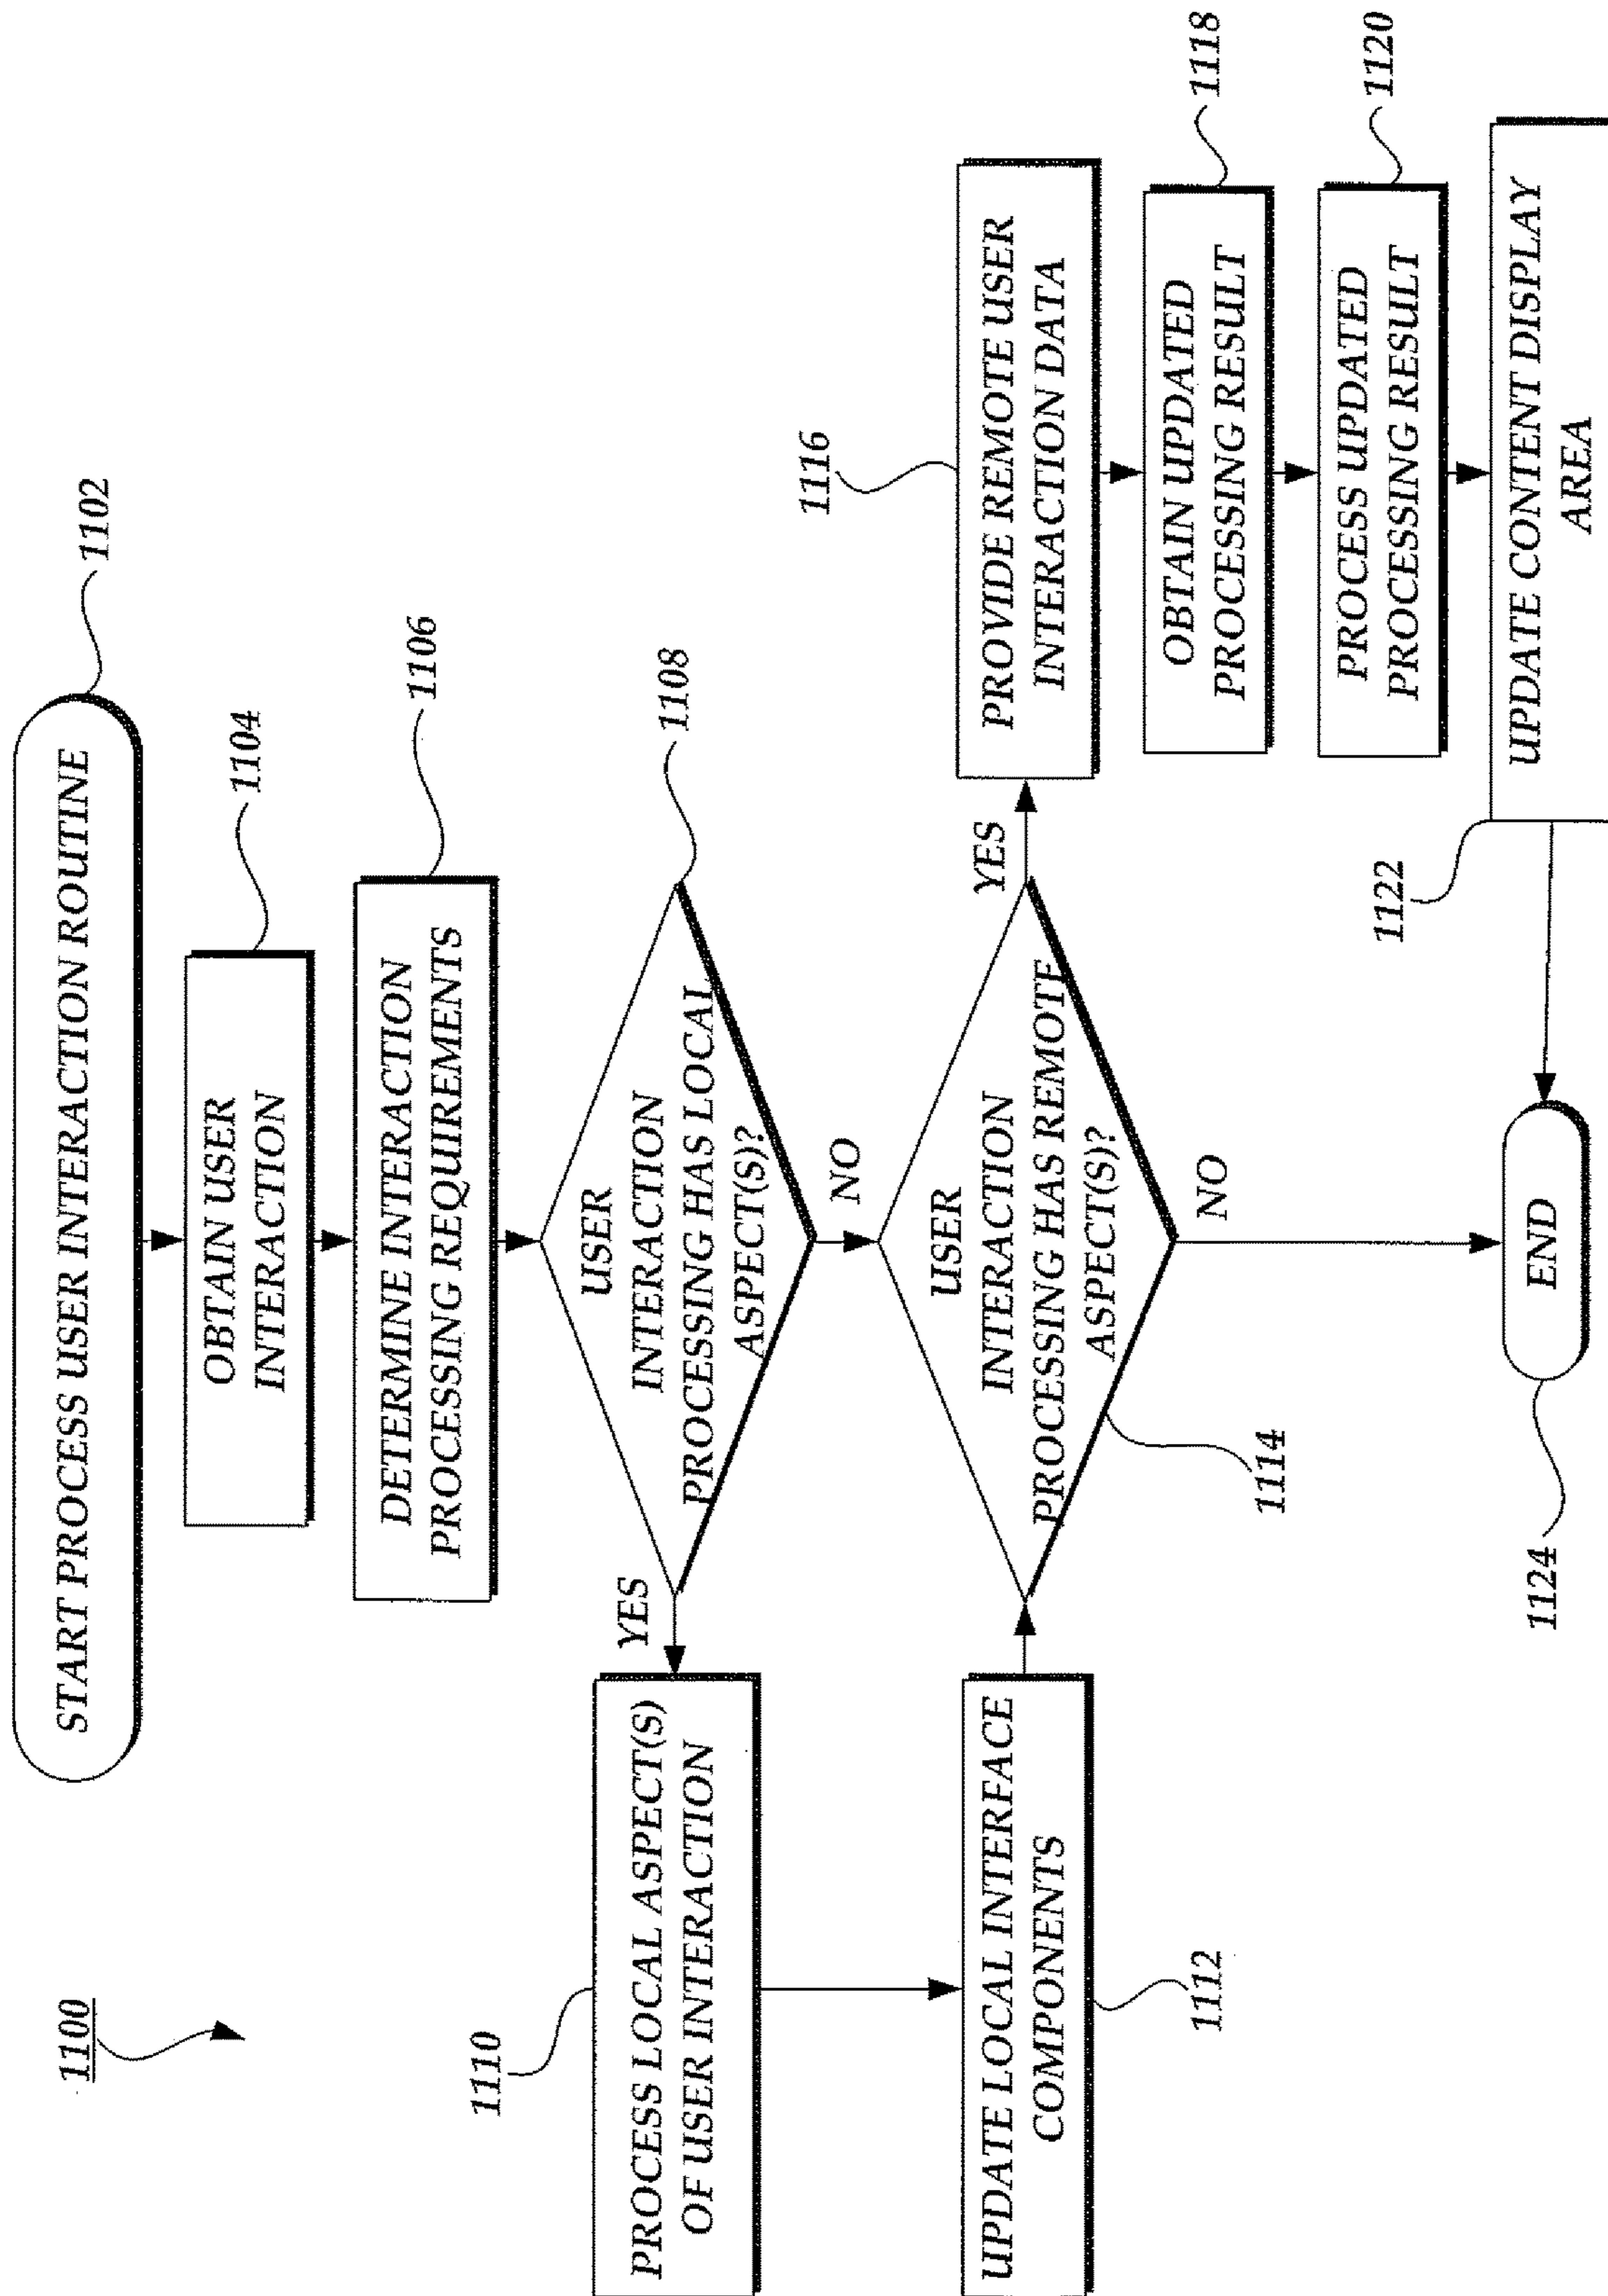 1100
START PROCESS USER INTERACTION ROUTINE
1102
OBTAIN USER
INTERACTION
1104
DETERMINE INTERACTION
PROCESSING REQUIREMENTS
1106
USER
INTERACTION
PROCESSING HAS LOCAL
ASPECT(S)?
1108
YES
NO
1110
PROCESS LOCAL ASPECT(S)
OF USER INTERACTION
UPDATE LOCAL INTERFACE
COMPONENTS
1112
USER
INTERACTION
PROCESSING HAS REMOTE
ASPECT(S)?
1114
YES
NO
1116
PROVIDE REMOTE USER
INTERACTION DATA
OBTAIN UPDATED
PROCESSING RESULT
1118
PROCESS UPDATED
PROCESSING RESULT
1120
UPDATE CONTENT DISPLAY
AREA
1122
END
1124